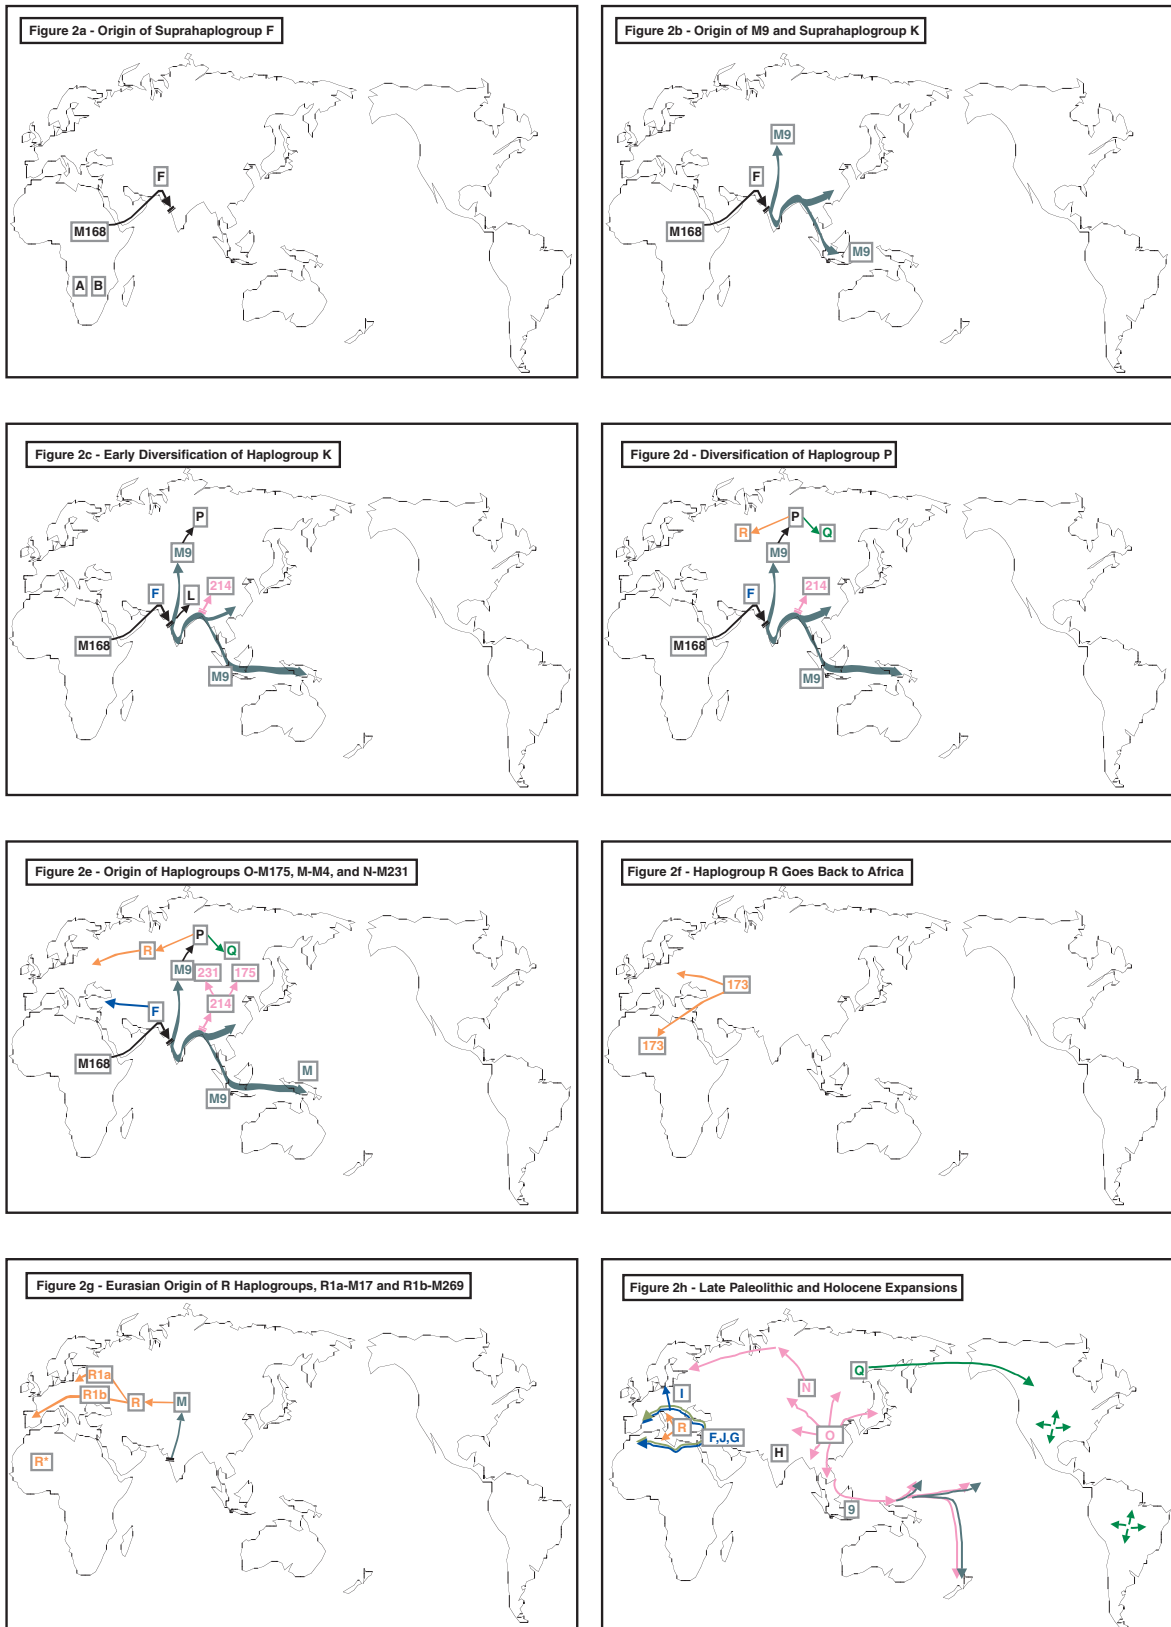 Figure 2a - Origin of Suprahaplogroup F
F
M168
A B
Figure 2b - Origin of M9 and Suprahaplogroup K
M9
F
M168
M9
Figure 2c - Early Diversification of Haplogroup K
P
M9
F L 214
M168
M9
Figure 2d - Diversification of Haplogroup P
P
R Q
M9
F 214
M168
M9
Figure 2e - Origin of Haplogroups O-M175, M-M4, and N-M231
P
R Q
M9 231 175
F 214
M168 M
M9
Figure 2f - Haplogroup R Goes Back to Africa
173
173
Figure 2g - Eurasian Origin of R Haplogroups, R1a-M17 and R1b-M269
R1a
R1b R M
R*
Figure 2h - Late Paleolithic and Holocene Expansions
Q
I N
R F,J,G O
H
9